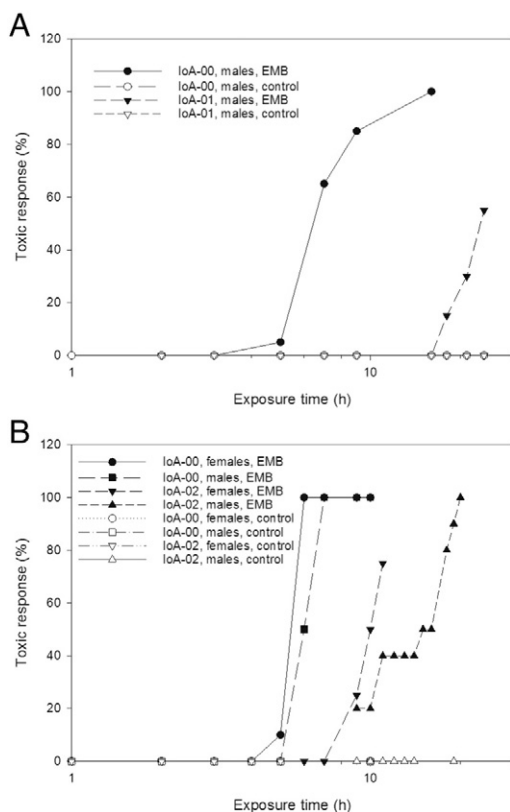 A
120
100
80
60
40
20
0
Toxic response (%)
IoA-00, males, EMB
IoA-00, males, control
IoA-01, males, EMB
IoA-01, males, control
1
10
Exposure time (h)
B
120
100
80
60
40
20
0
Toxic response (%)
IoA-00, females, EMB
IoA-00, males, EMB
IoA-02, females, EMB
IoA-02, males, EMB
IoA-00, females, control
IoA-00, males, control
IoA-02, females, control
IoA-02, males, control
1
10
Exposure time (h)